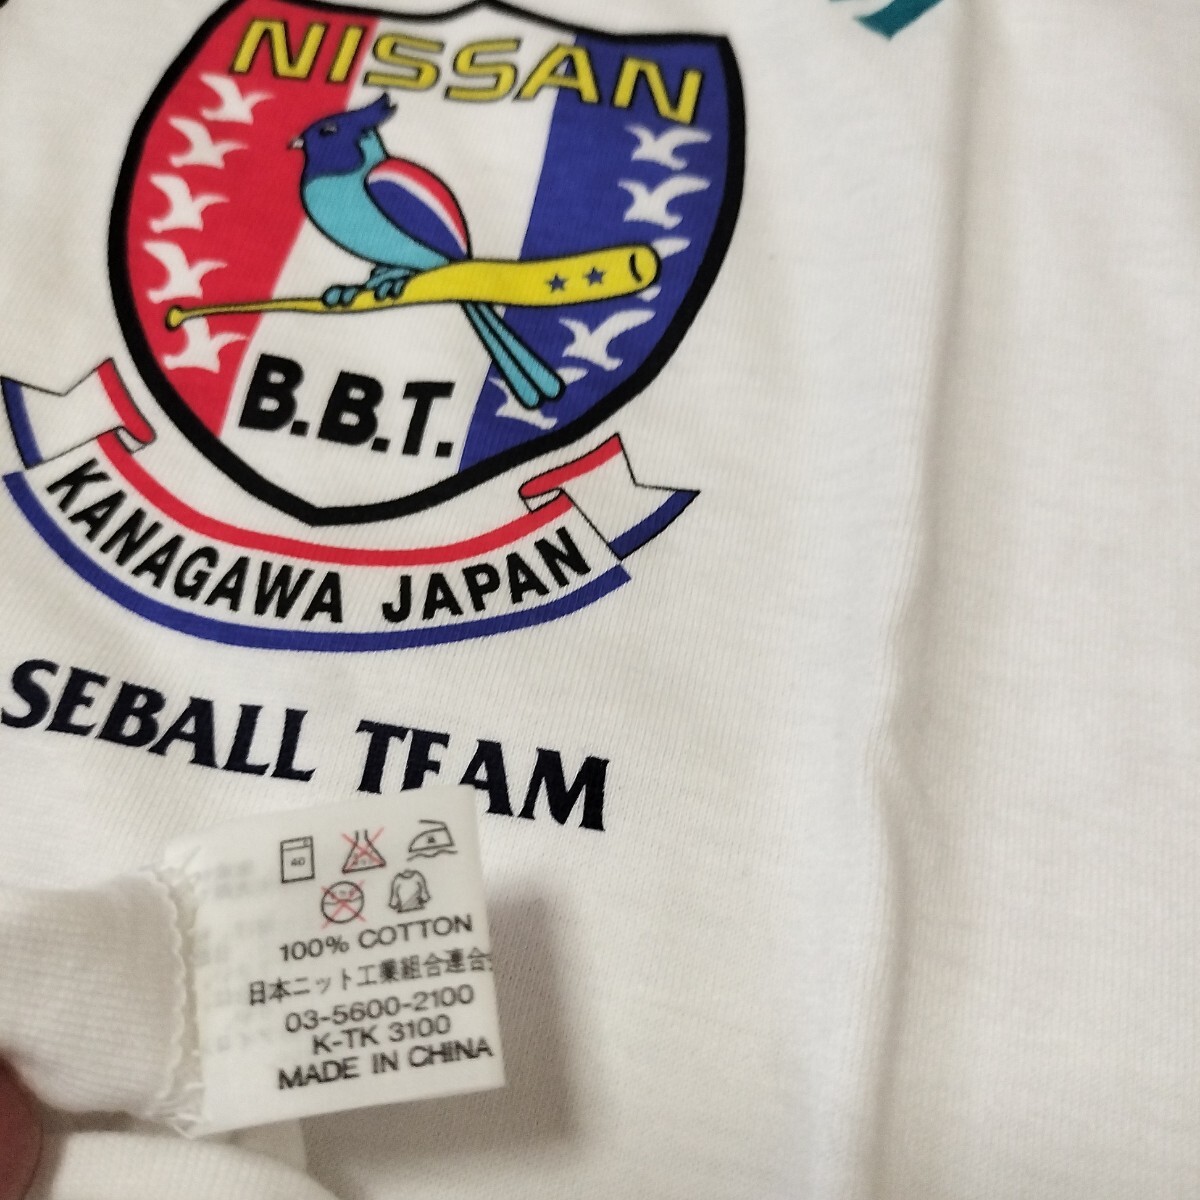 NISSAN
B.B.T.
KANAGAWA JAPAN
SEBALL TEAM
40
100% COTTON
日本ニット工業組合連合
03-5600-2100
K-TK 3100
MADE IN CHINA